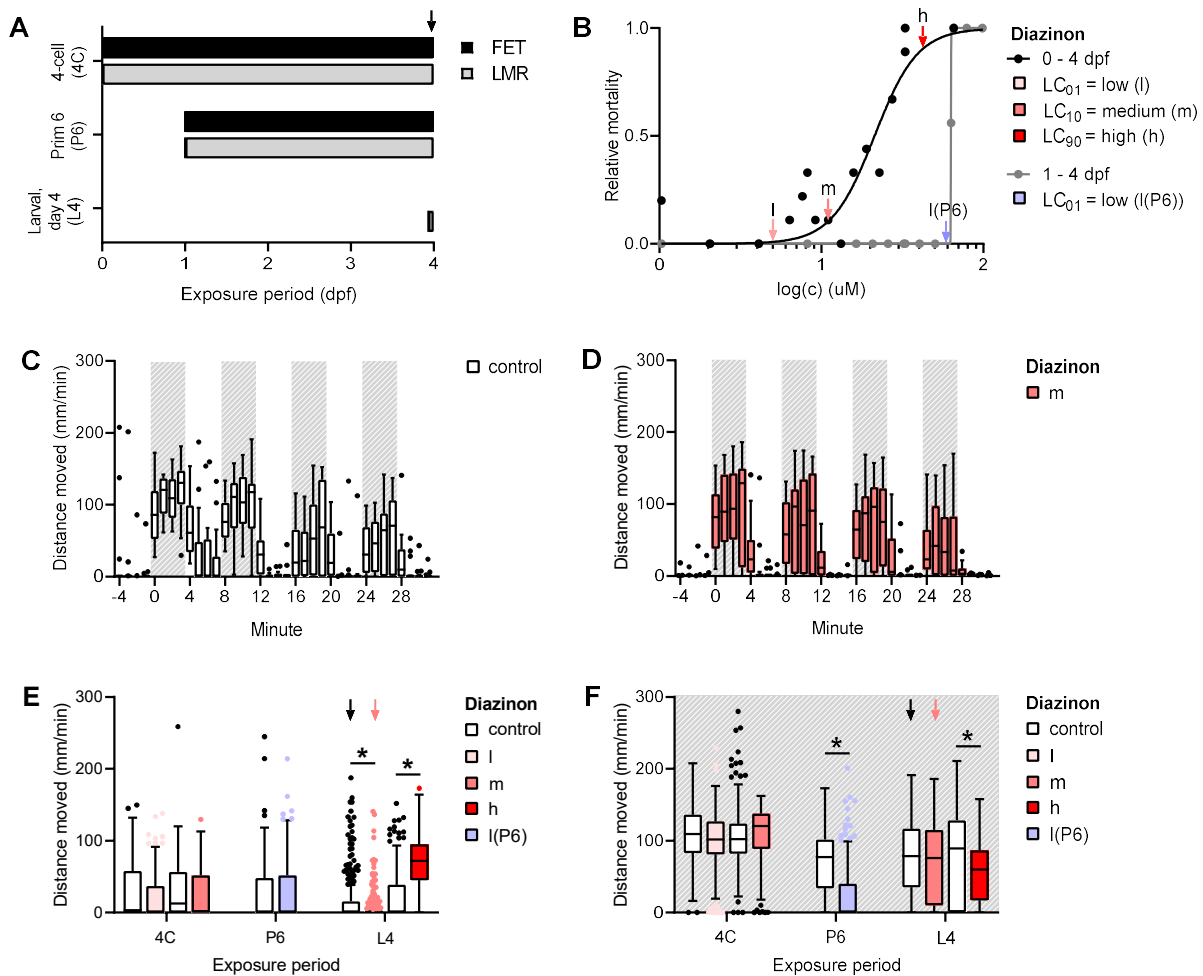 A
4-cell
(4C)
Prim 6
(P6)
Larval,
day 4
(L4)
0 1 2 3 4
Exposure period (dpf)
FET
LMR
B
Relative mortality
1.0
0.5
0.0
0 1 2
log(c) (uM)
l
m
h
l(P6)
Diazinon
0 - 4 dpf
LC01 = low (l)
LC10 = medium (m)
LC90 = high (h)
1 - 4 dpf
LC01 = low (l(P6))
C
Distance moved (mm/min)
300
200
100
0
-4 0 4 8 12 16 20 24 28
Minute
control
D
Distance moved (mm/min)
300
200
100
0
-4 0 4 8 12 16 20 24 28
Minute
Diazinon
m
E
Distance moved (mm/min)
300
200
100
0
* *
4C P6 L4
Exposure period
Diazinon
control
l
m
h
l(P6)
F
Distance moved (mm/min)
300
200
100
0
* *
4C P6 L4
Exposure period
Diazinon
control
l
m
h
l(P6)